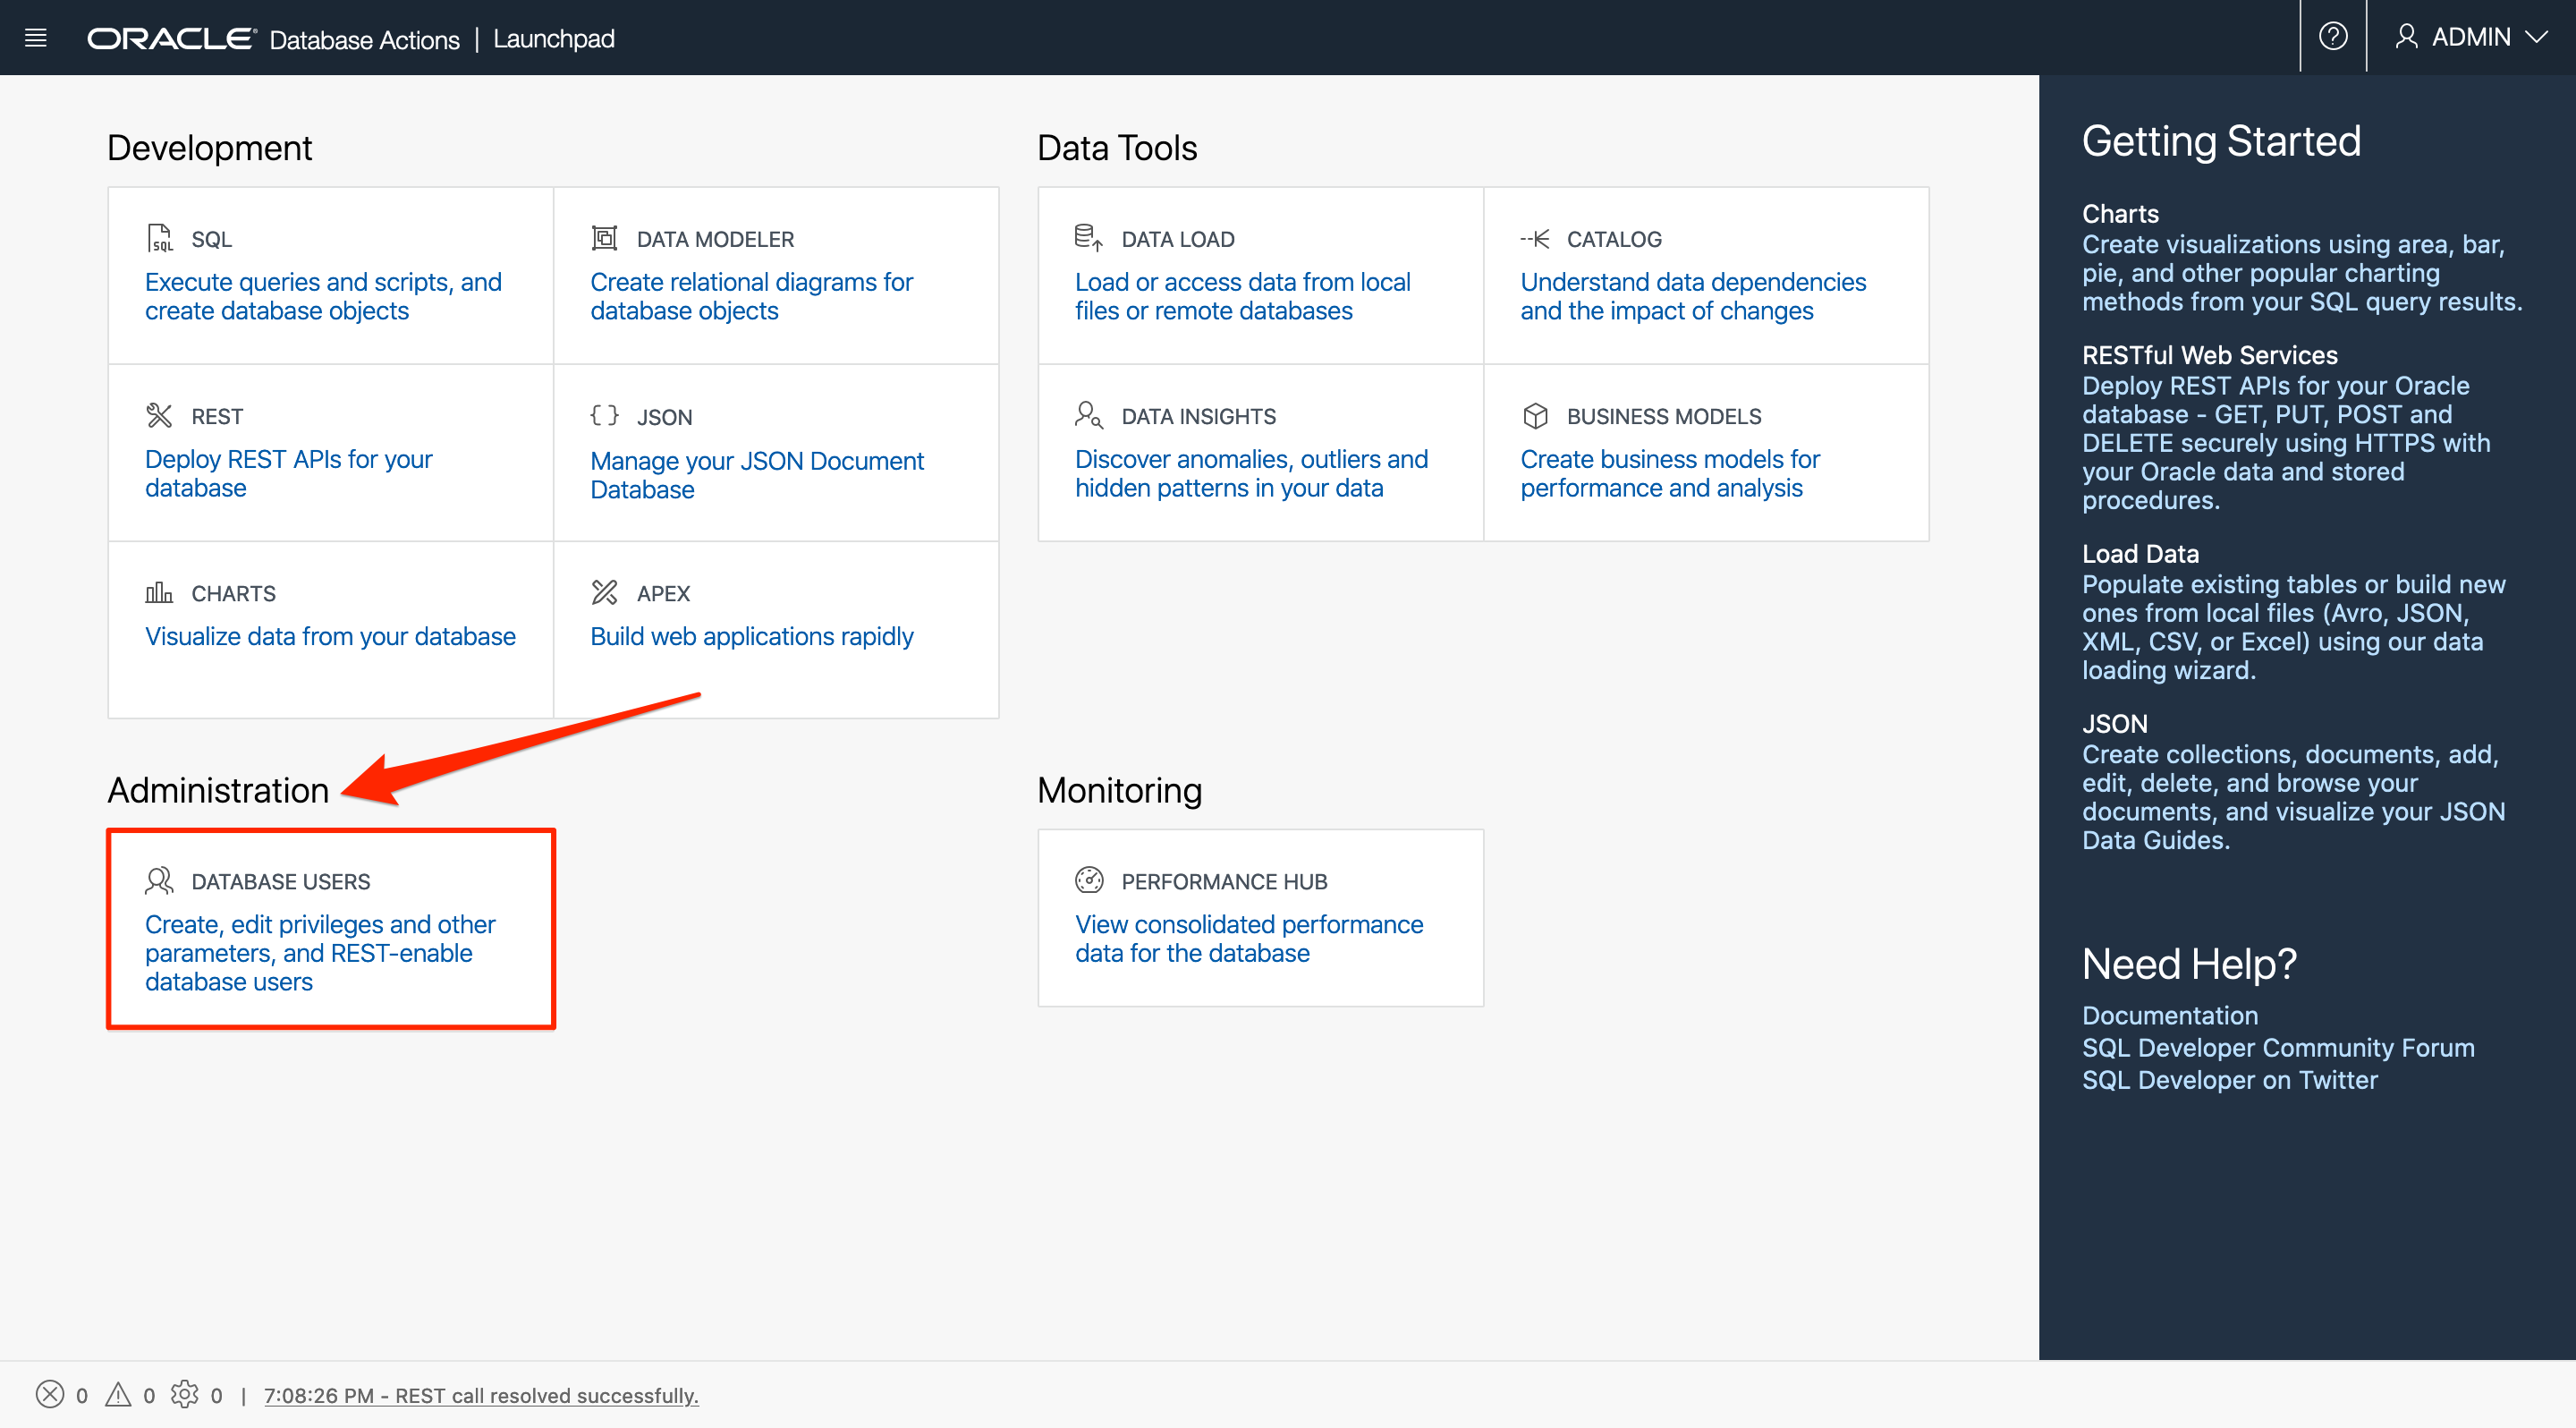 ORACLE Database Actions | Launchpad
ADMIN
Development
SQL
Execute queries and scripts, and
create database objects
DATA MODELER
Create relational diagrams for
database objects
REST
Deploy REST APIs for your
database
JSON
Manage your JSON Document
Database
CHARTS
Visualize data from your database
APEX
Build web applications rapidly
Data Tools
DATA LOAD
Load or access data from local
files or remote databases
CATALOG
Understand data dependencies
and the impact of changes
DATA INSIGHTS
Discover anomalies, outliers and
hidden patterns in your data
BUSINESS MODELS
Create business models for
performance and analysis
Administration
DATABASE USERS
Create, edit privileges and other
parameters, and REST-enable
database users
Monitoring
PERFORMANCE HUB
View consolidated performance
data for the database
Getting Started
Charts
Create visualizations using area, bar,
pie, and other popular charting
methods from your SQL query results.
RESTful Web Services
Deploy REST APIs for your Oracle
database - GET, PUT, POST and
DELETE securely using HTTPS with
your Oracle data and stored
procedures.
Load Data
Populate existing tables or build new
ones from local files (Avro, JSON,
XML, CSV, or Excel) using our data
loading wizard.
JSON
Create collections, documents, add,
edit, delete, and browse your
documents, and visualize your JSON
Data Guides.
Need Help?
Documentation
SQL Developer Community Forum
SQL Developer on Twitter
0 0 0 | 7:08:26 PM - REST call resolved successfully.